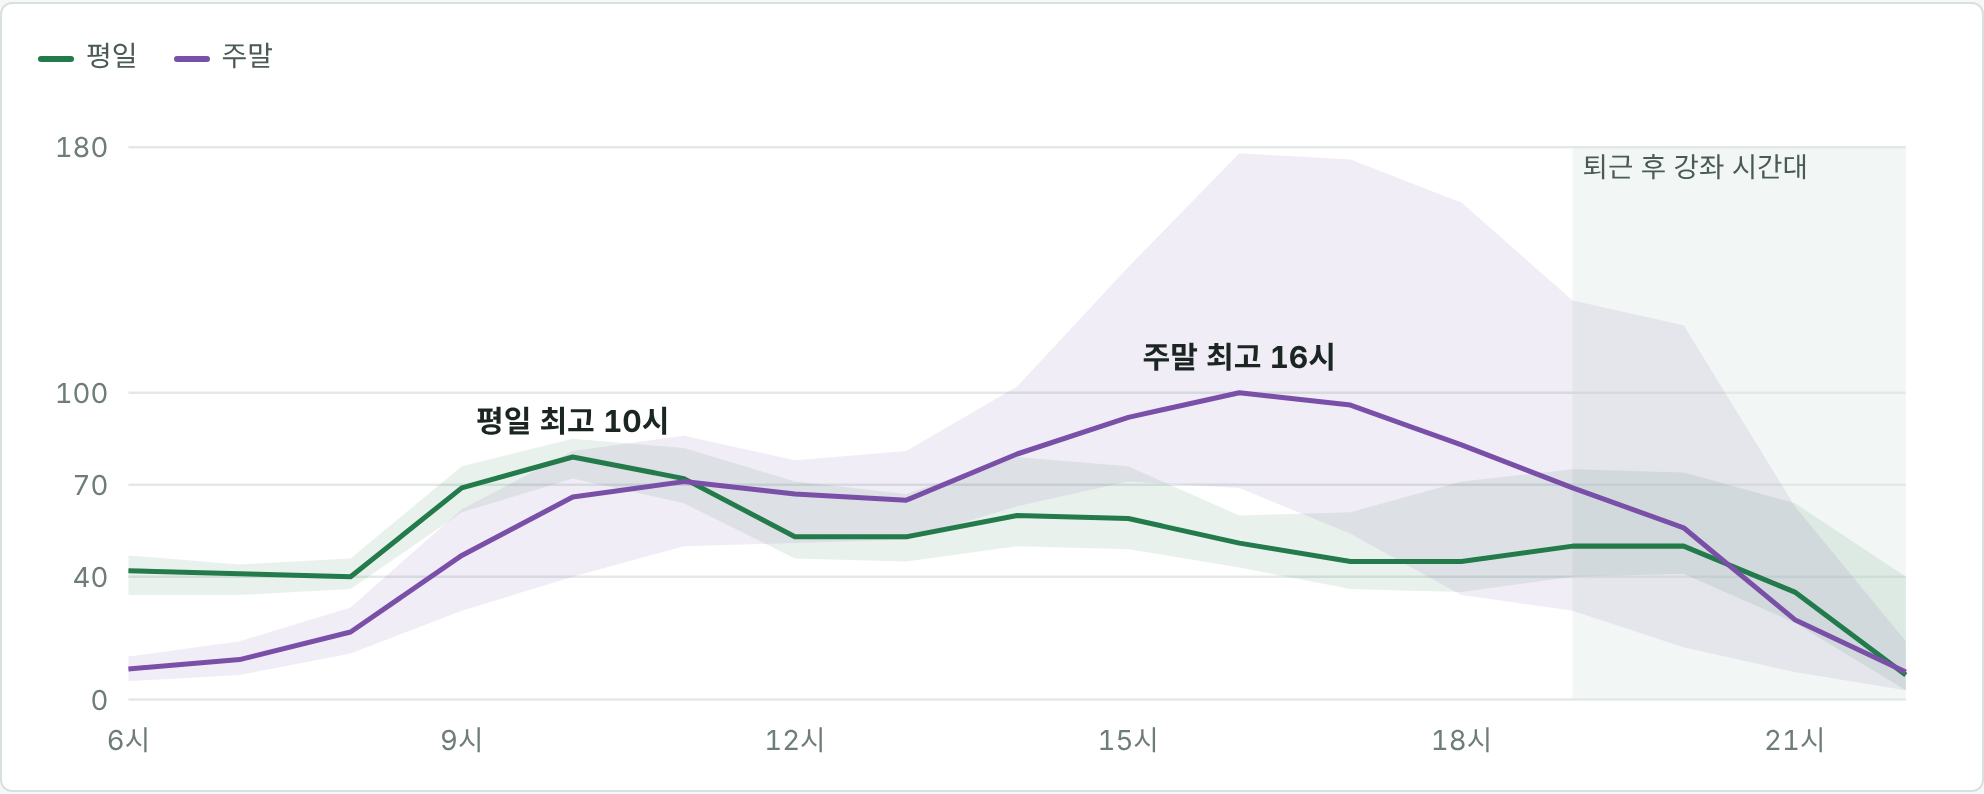 평일
주말
180
퇴근 후 강좌 시간대
주말 최고 16시
100
평일 최고 10시
70
40
0
6시
9시
12시
15시
18시
21시